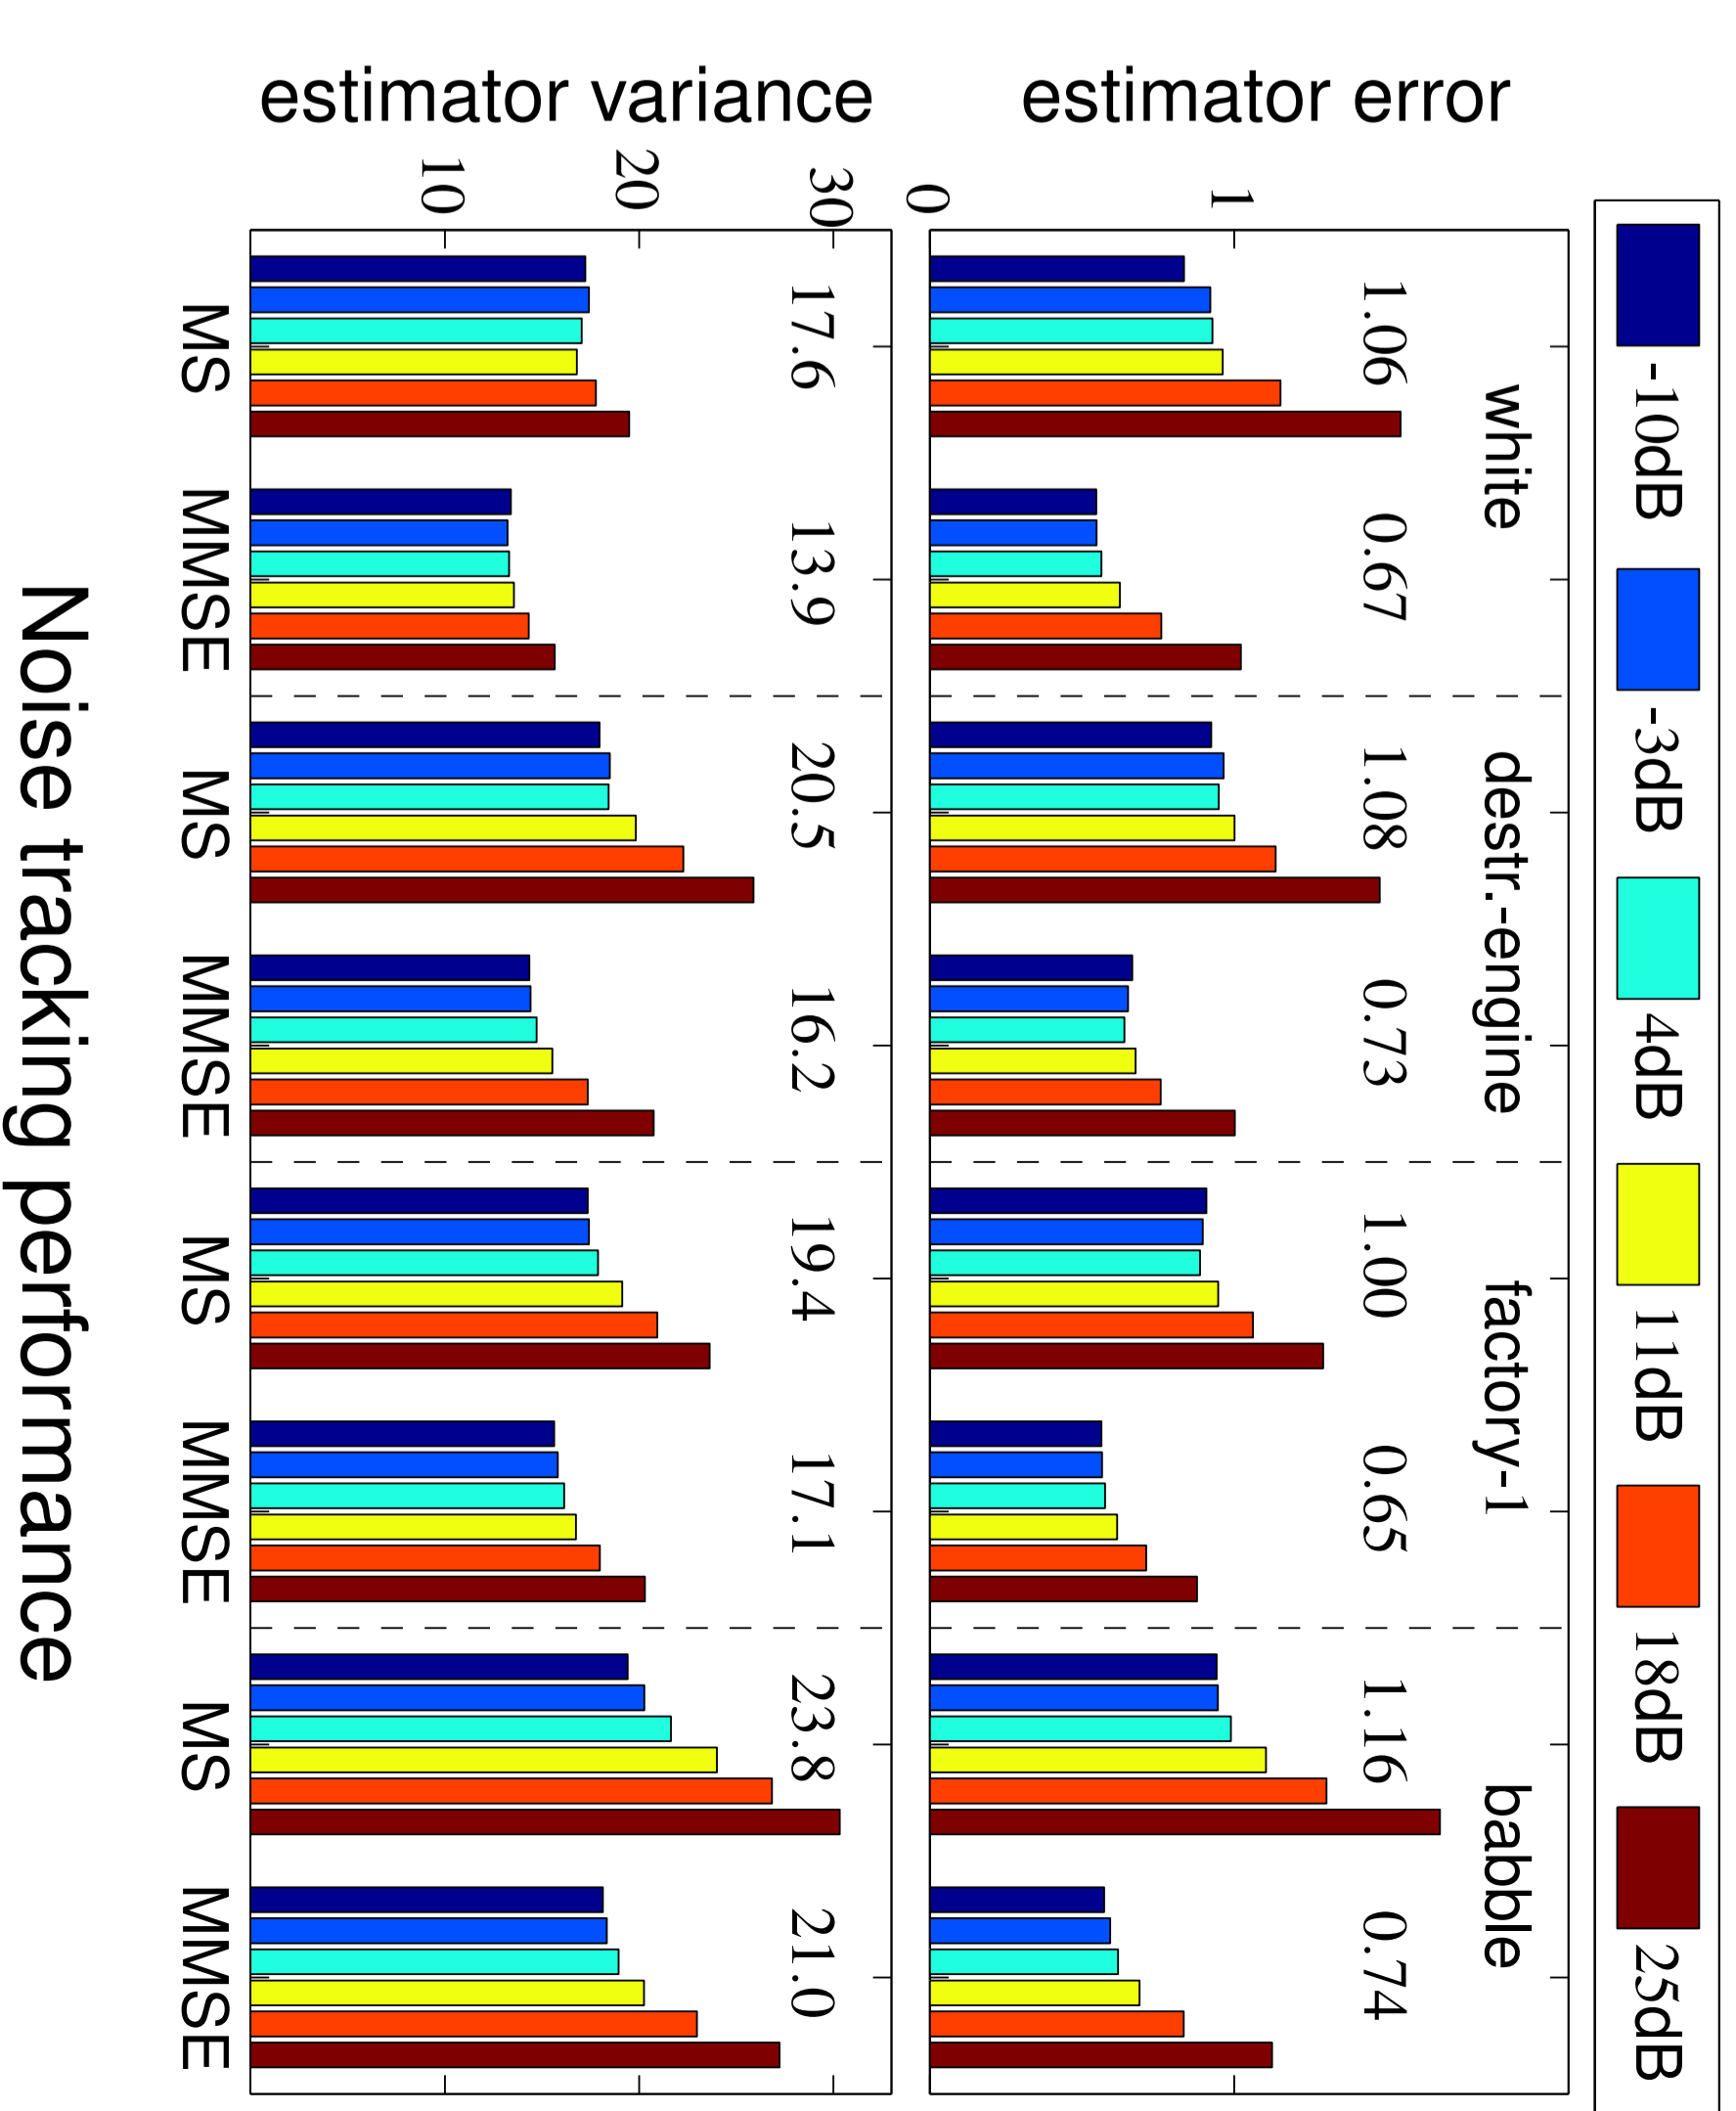 -10dB -3dB 4dB 11dB 18dB 25dB
white destr.-engine factory-1 babble
1.06 0.67 1.08 0.73 1.00 0.65 1.16 0.74
1
0
estimator error
17.6 13.9 20.5 16.2 19.4 17.1 23.8 21.0
30
20
10
estimator variance
MS MMSE MS MMSE MS MMSE MS MMSE
Noise tracking performance